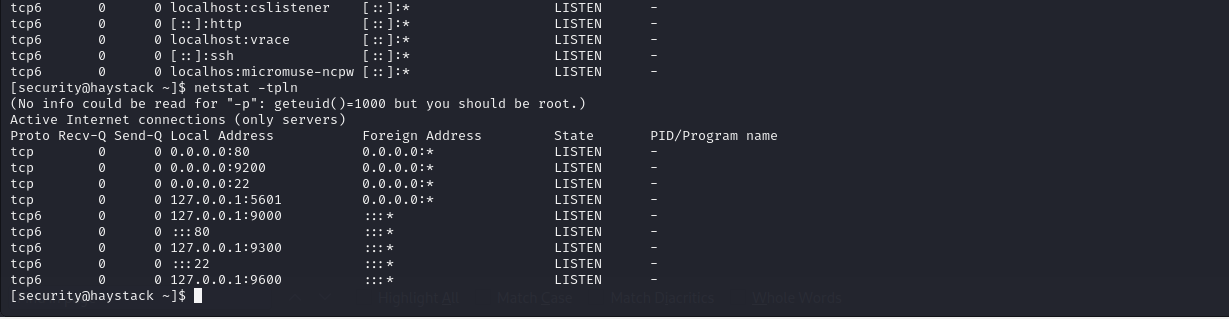 tcp6 0 0 localhost:cslistener [::]:* LISTEN -
tcp6 0 0 [::]:http [::]:* LISTEN -
tcp6 0 0 localhost:vrace [::]:* LISTEN -
tcp6 0 0 [::]:ssh [::]:* LISTEN -
tcp6 0 0 localhos:micromuse-ncpw [::]:* LISTEN -
[security@haystack ~]$ netstat -tpln
(No info could be read for "-p": geteuid()=1000 but you should be root.)
Active Internet connections (only servers)
Proto Recv-Q Send-Q Local Address Foreign Address State PID/Program name
tcp 0 0 0.0.0.0:80 0.0.0.0:* LISTEN -
tcp 0 0 0.0.0.0:9200 0.0.0.0:* LISTEN -
tcp 0 0 0.0.0.0:22 0.0.0.0:* LISTEN -
tcp 0 0 127.0.0.1:5601 0.0.0.0:* LISTEN -
tcp6 0 0 127.0.0.1:9000 :::* LISTEN -
tcp6 0 0 :::80 :::* LISTEN -
tcp6 0 0 127.0.0.1:9300 :::* LISTEN -
tcp6 0 0 :::22 :::* LISTEN -
tcp6 0 0 127.0.0.1:9600 :::* LISTEN -
[security@haystack ~]$
Highlight All Match Case Match Diacritics Whole Words